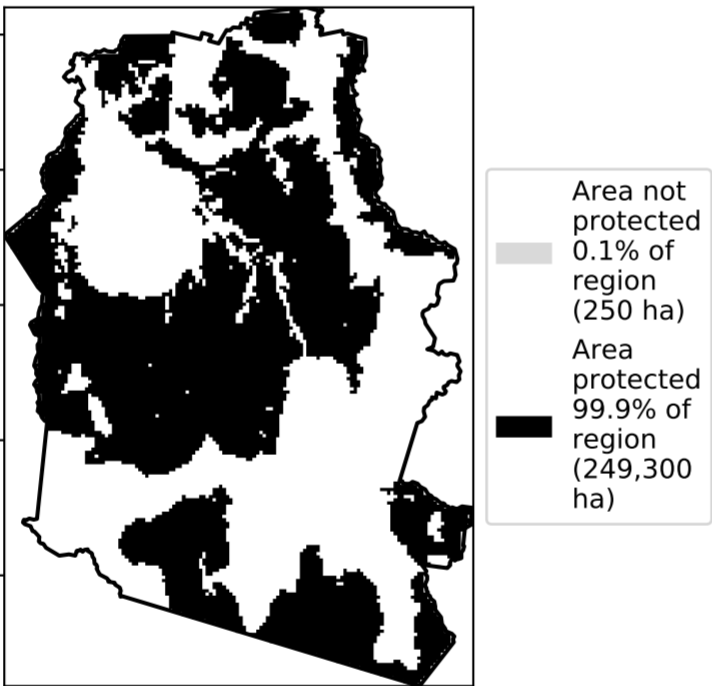 Area not
protected
0.1% of
region
(250 ha)
Area
protected
99.9% of
region
(249,300
ha)